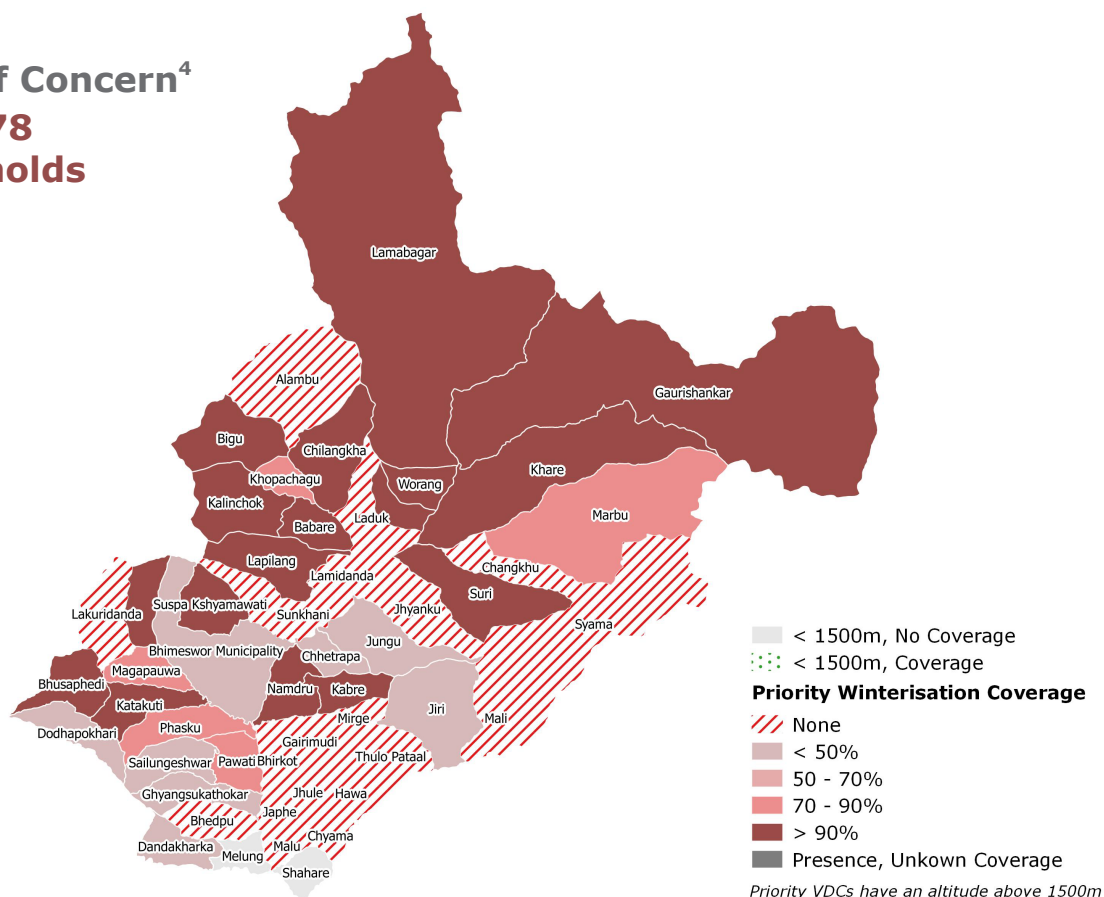 f Concern⁴
78
holds
Lamabagar
Alambu
Gaurishankar
Bigu
Chilangkha
Khare
Khopachagu
Worang
Kalinchok
Marbu
Laduk
Babare
Lapilang
Changkhu
Lamidanda
Suri
Suspa Kshyamawati
Lakuridanda
Sunkhani
Jhyanku
Syama
Jungu
Bhimeswor Municipality
Chhetrapa
Magapauwa
Bhusaphedi
Namdru
Kabre
Katakuti
Jiri
Mirge
Mali
Phasku
Dodhapokhari
Gairimudi
Thulo Pataal
Sailungeshwar
Pawati
Bhirkot
Ghyangsukathokar
Jhule
Hawa
Japhe
Bhedpu
Chyama
Dandakharka
Malu
Melung
Shahare
< 1500m, No Coverage
< 1500m, Coverage
Priority Winterisation Coverage
None
< 50%
50 - 70%
70 - 90%
> 90%
Presence, Unkown Coverage
Priority VDCs have an altitude above 1500m